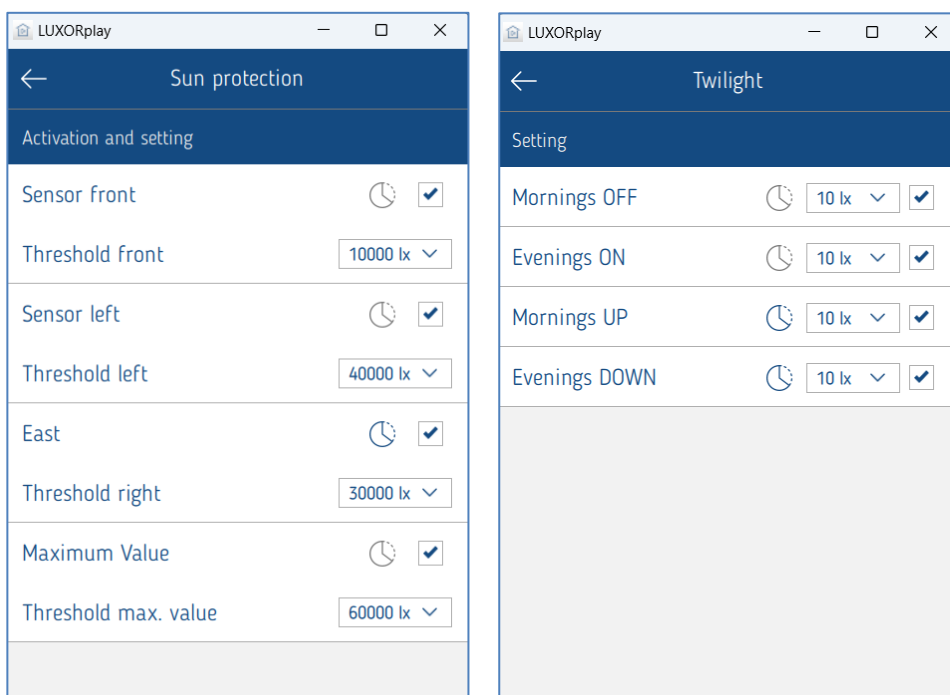 LUXORplay
Sun protection
Activation and setting
Sensor front
Threshold front 10000 lx
Sensor left
Threshold left 40000 lx
East
Threshold right 30000 lx
Maximum Value
Threshold max. value 60000 lx
LUXORplay
Twilight
Setting
Mornings OFF 10 lx
Evenings ON 10 lx
Mornings UP 10 lx
Evenings DOWN 10 lx